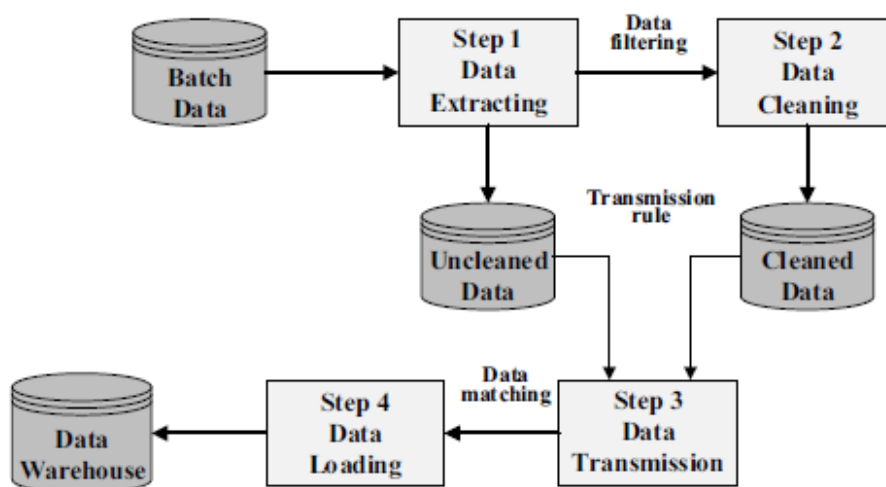 Batch
Data
Step 1
Data
Extracting
Data
filtering
Step 2
Data
Cleaning
Uncleaned
Data
Transmission
rule
Cleaned
Data
Data
Warehouse
Step 4
Data
Loading
Data
matching
Step 3
Data
Transmission